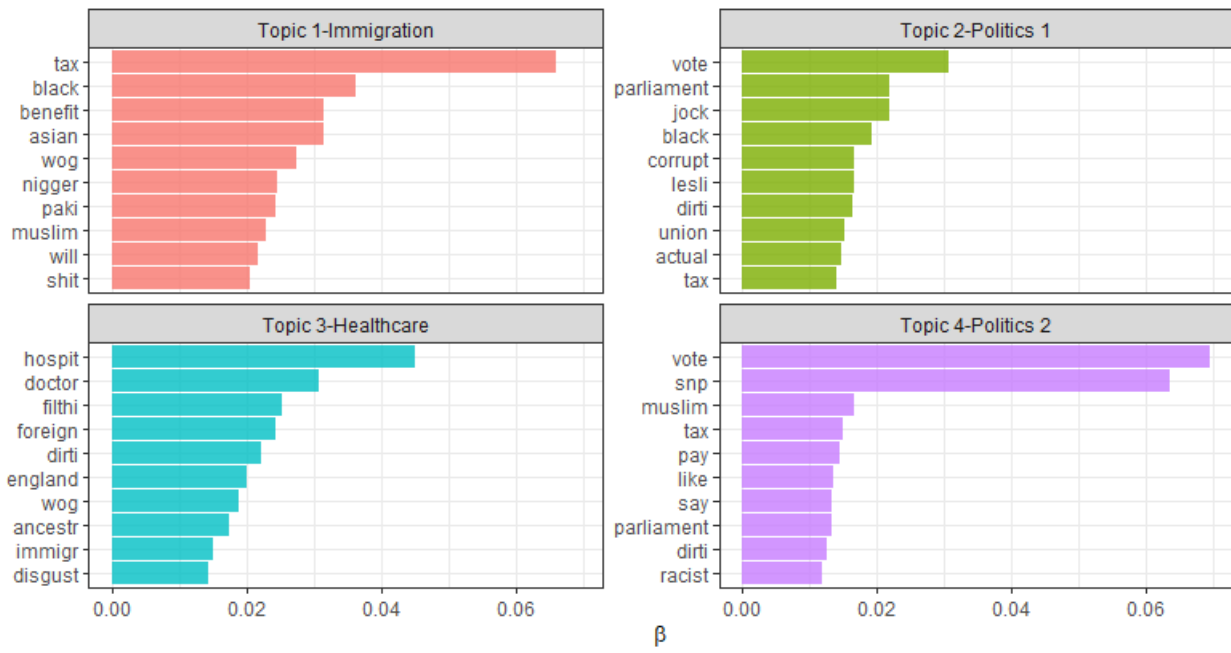 Topic 1-Immigration
tax
black
benefit
asian
wog
nigger
paki
muslim
will
shit
Topic 2-Politics 1
vote
parliament
jock
black
corrupt
lesli
dirti
union
actual
tax
Topic 3-Healthcare
hospit
doctor
filthi
foreign
dirti
england
wog
ancestr
immigr
disgust
0.00 0.02 0.04 0.06
Topic 4-Politics 2
vote
snp
muslim
tax
pay
like
say
parliament
dirti
racist
0.00 0.02 0.04 0.06
β